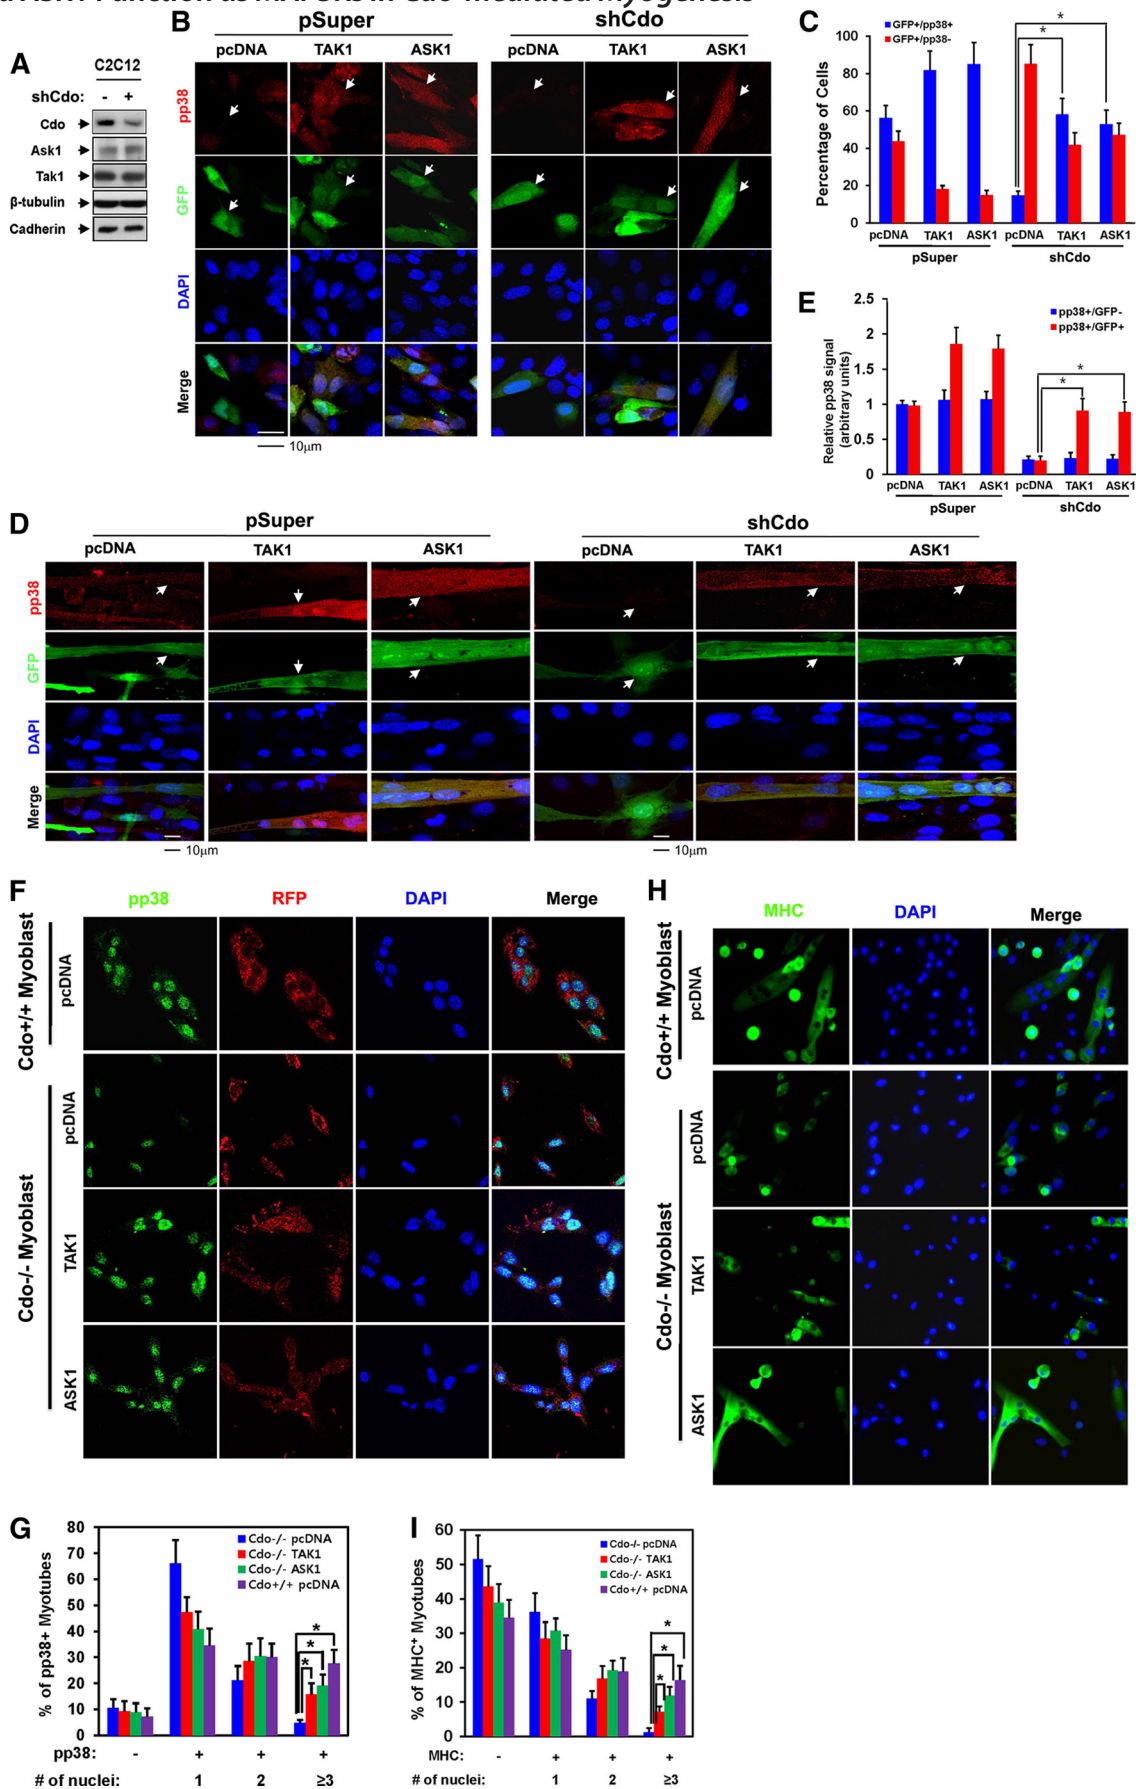 ASK1 Function as MAP3Ks in Cdo-mediated Myogenesis
A
C2C12
shCdo: - +
Cdo
Ask1
Tak1
β-tubulin
Cadherin
B
pSuper shCdo
pcDNA TAK1 ASK1 pcDNA TAK1 ASK1
pp38
GFP
DAPI
Merge
10μm
C
GFP+/pp38+
GFP+/pp38-
Percentage of Cells
100
80
60
40
20
0
* *
pcDNA TAK1 ASK1 pcDNA TAK1 ASK1
pSuper shCdo
E
pp38+/GFP-
pp38+/GFP+
Relative pp38 signal
(arbitrary units)
2.5
2
1.5
1
0.5
0
* *
pcDNA TAK1 ASK1 pcDNA TAK1 ASK1
pSuper shCdo
D
pSuper shCdo
pcDNA TAK1 ASK1 pcDNA TAK1 ASK1
pp38
GFP
DAPI
Merge
10μm 10μm
F
pp38 RFP DAPI Merge
Cdo+/+ Myoblast
pcDNA
Cdo-/- Myoblast
pcDNA
TAK1
ASK1
H
MHC DAPI Merge
Cdo+/+ Myoblast
pcDNA
Cdo-/- Myoblast
pcDNA
TAK1
ASK1
G
% of pp38+ Myotubes
80
70
60
50
40
30
20
10
0
Cdo-/- pcDNA
Cdo-/- TAK1
Cdo-/- ASK1
Cdo+/+ pcDNA
* * *
pp38: - + + +
# of nuclei: 1 2 ≥3
I
% of MHC+ Myotubes
60
50
40
30
20
10
0
Cdo-/- pcDNA
Cdo-/- TAK1
Cdo-/- ASK1
Cdo+/+ pcDNA
* * *
MHC: - + + +
# of nuclei: 1 2 ≥3